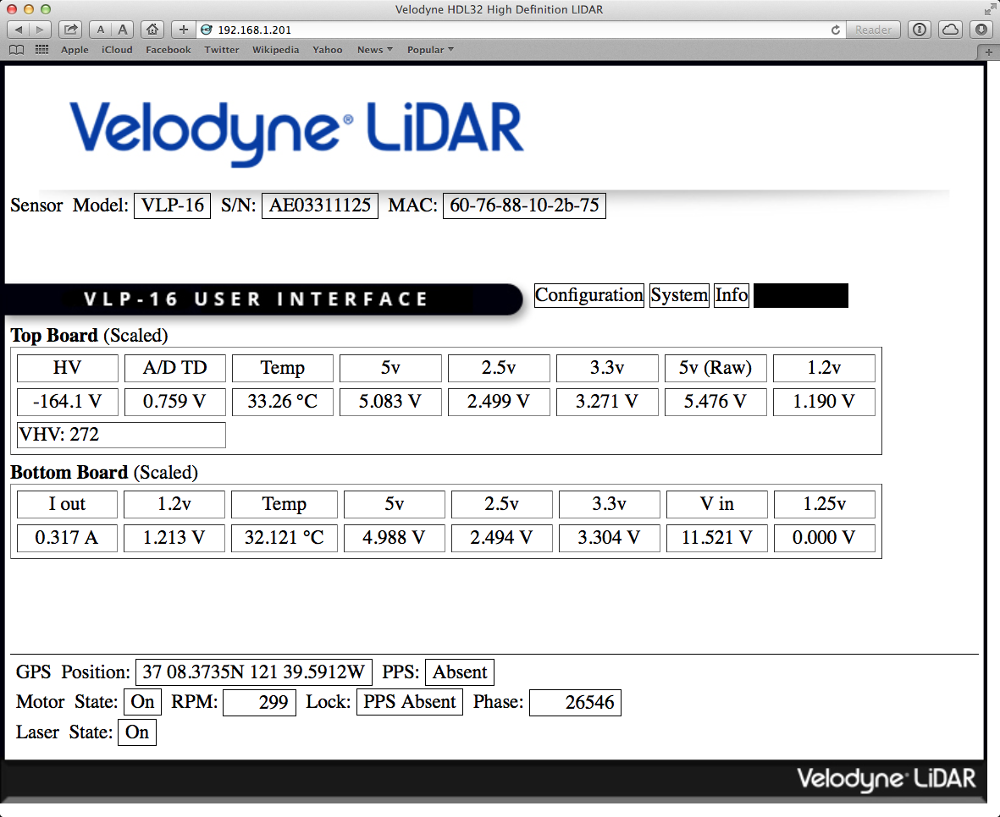 Velodyne HDL32 High Definition LIDAR
A A + 192.168.1.201 Reader
Apple iCloud Facebook Twitter Wikipedia Yahoo News ▼ Popular ▼ +
Velodyne® LiDAR
Sensor Model: VLP-16 S/N: AE03311125 MAC: 60-76-88-10-2b-75
VLP-16 USER INTERFACE Configuration System Info
Top Board (Scaled)
HV A/D TD Temp 5v 2.5v 3.3v 5v (Raw) 1.2v
-164.1 V 0.759 V 33.26 °C 5.083 V 2.499 V 3.271 V 5.476 V 1.190 V
VHV: 272
Bottom Board (Scaled)
I out 1.2v Temp 5v 2.5v 3.3v V in 1.25v
0.317 A 1.213 V 32.121 °C 4.988 V 2.494 V 3.304 V 11.521 V 0.000 V
GPS Position: 37 08.3735N 121 39.5912W PPS: Absent
Motor State: On RPM: 299 Lock: PPS Absent Phase: 26546
Laser State: On
Velodyne® LiDAR